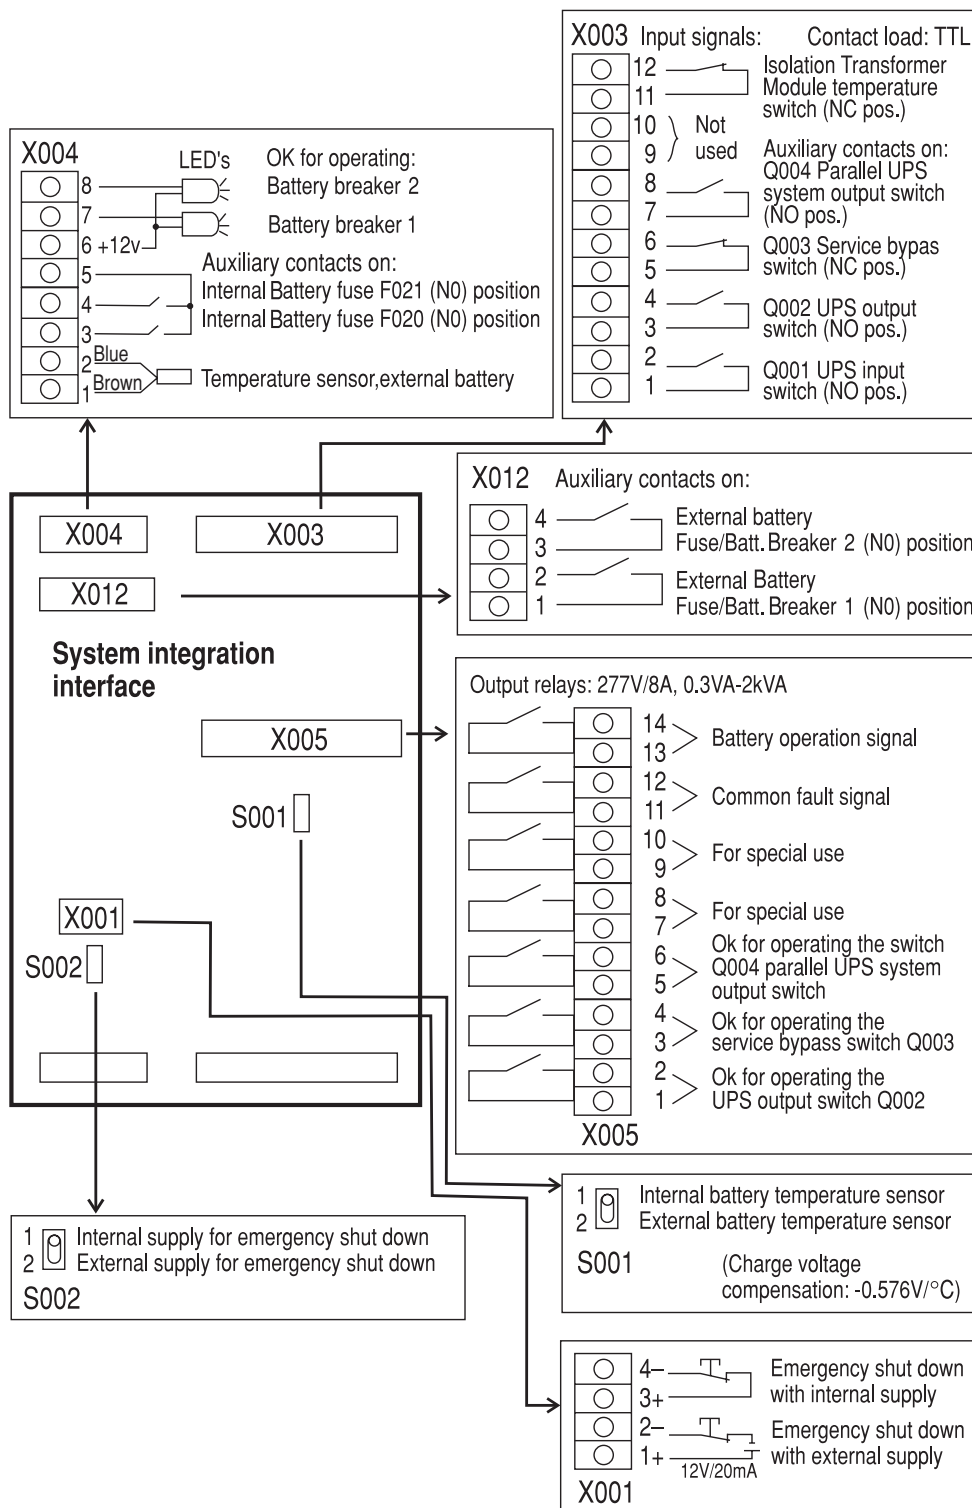 X003 Input signals: Contact load: TTL
12 Isolation Transformer
11 Module temperature
switch (NC pos.)
10 Not
9 used
Auxiliary contacts on:
8 Q004 Parallel UPS
7 system output switch
(NO pos.)
6 Q003 Service bypas
5 switch (NC pos.)
4 Q002 UPS output
3 switch (NO pos.)
2 Q001 UPS input
1 switch (NO pos.)
X004
LED's OK for operating:
8 Battery breaker 2
7 Battery breaker 1
6 +12v
5 Auxiliary contacts on:
4 Internal Battery fuse F021 (N0) position
3 Internal Battery fuse F020 (N0) position
2 Blue
1 Brown Temperature sensor,external battery
X012 Auxiliary contacts on:
4 External battery
3 Fuse/Batt. Breaker 2 (N0) position
2 External Battery
1 Fuse/Batt. Breaker 1 (N0) position
X004 X003
X012
System integration
interface
X005
S001
X001
S002
Output relays: 277V/8A, 0.3VA-2kVA
14
13 Battery operation signal
12
11 Common fault signal
10
9 For special use
8
7 For special use
6 Ok for operating the switch
5 Q004 parallel UPS system
output switch
4 Ok for operating the
3 service bypass switch Q003
2 Ok for operating the
1 UPS output switch Q002
X005
1 Internal battery temperature sensor
2 External battery temperature sensor
S001 (Charge voltage
compensation: -0.576V/°C)
1 Internal supply for emergency shut down
2 External supply for emergency shut down
S002
4– Emergency shut down
3+ with internal supply
2– Emergency shut down
1+ with external supply
12V/20mA
X001